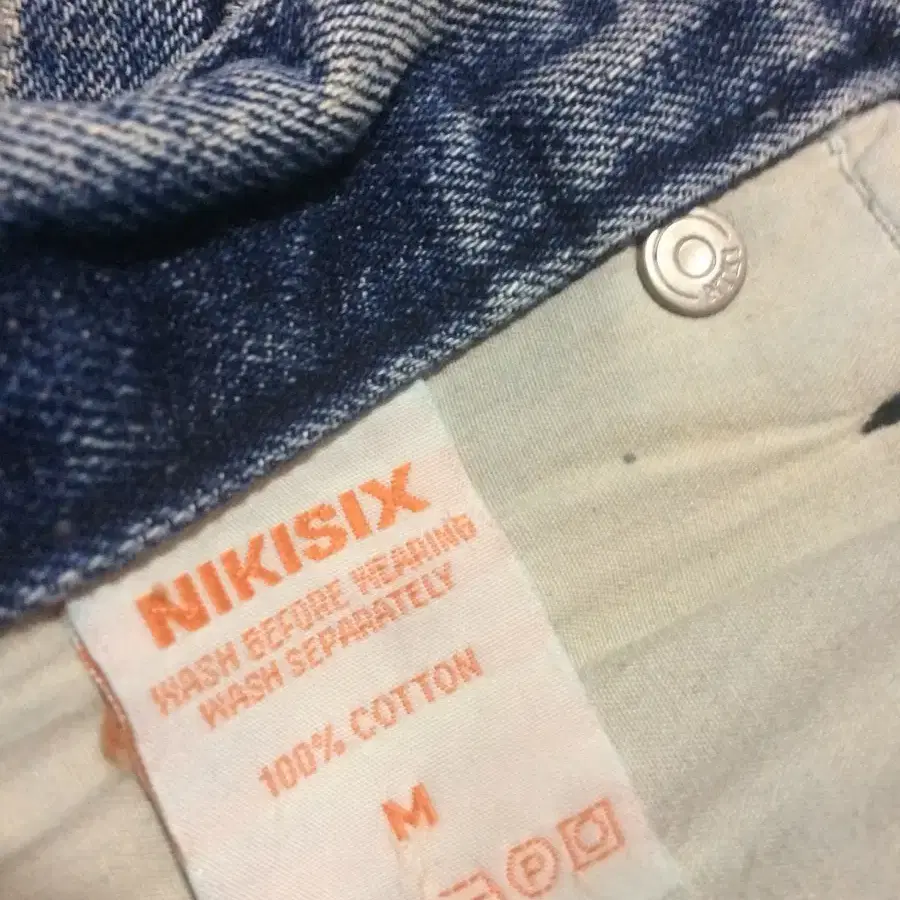 NIKISIX
WASH BEFORE WEARING
WASH SEPARATELY
100% COTTON
M
P